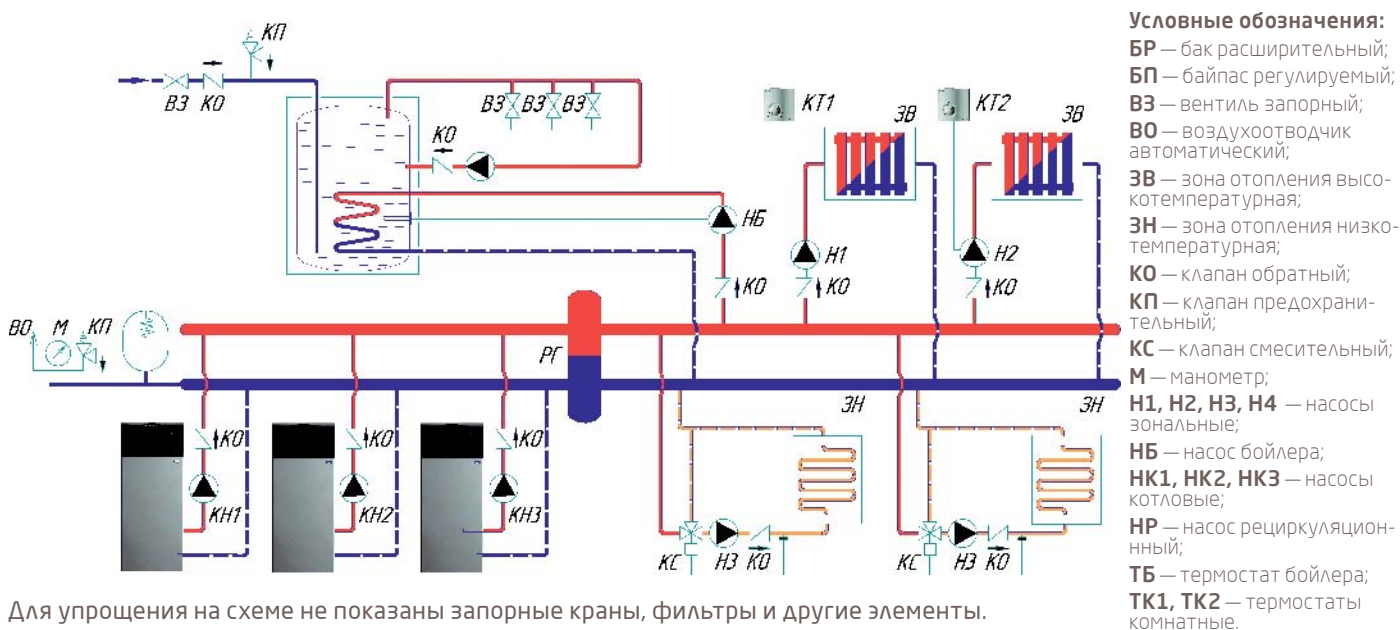 КП
ВЗ КО
ВЗ ВЗ ВЗ
КО
КТ1
ЗВ
КТ2
ЗВ
НБ
Н1
Н2
КО
КО
КО
ВО М КП
РГ
КО
КО
КО
КН1
КН2
КН3
ЗН
ЗН
КС Н3 КО
КС Н3 КО
Для упрощения на схеме не показаны запорные краны, фильтры и другие элементы.
Условные обозначения:
БР — бак расширительный;
БП — байпас регулируемый;
ВЗ — вентиль запорный;
ВО — воздухоотводчик
автоматический;
ЗВ — зона отопления высо-
котемпературная;
ЗН — зона отопления низко-
температурная;
КО — клапан обратный;
КП — клапан предохрани-
тельный;
КС — клапан смесительный;
М — манометр;
Н1, Н2, Н3, Н4 — насосы
зональные;
НБ — насос бойлера;
НК1, НК2, НК3 — насосы
котловые;
НР — насос рециркуляцион-
нный;
ТБ — термостат бойлера;
ТК1, ТК2 — термостаты
комнатные.